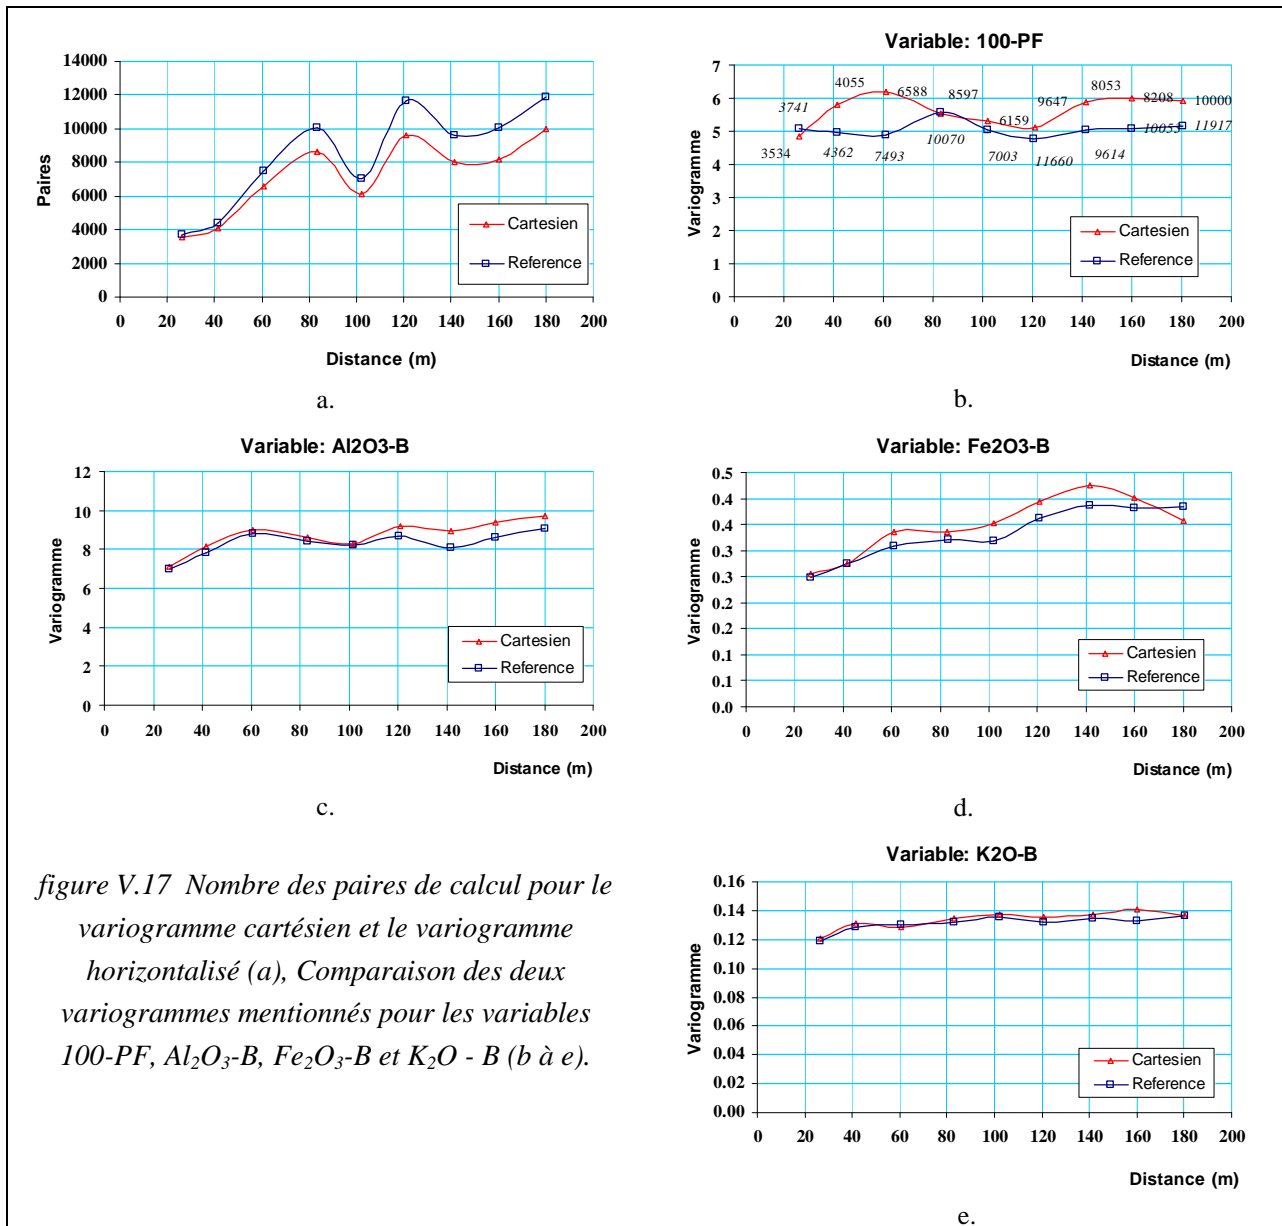 14000
12000
10000
8000
6000
4000
2000
0
Paires
0 20 40 60 80 100 120 140 160 180 200
Distance (m)
Cartesien
Reference
a.
Variable: 100-PF
7
6
5
4
3
2
1
0
Variogramme
3741 4055 6588 8597 6159 9647 8053 8208 10000
3534 4362 7493 10070 7003 11660 9614 10055 11917
0 20 40 60 80 100 120 140 160 180 200
Distance (m)
Cartesien
Reference
b.
Variable: Al2O3-B
12
10
8
6
4
2
0
Variogramme
0 20 40 60 80 100 120 140 160 180 200
Distance (m)
Cartesien
Reference
c.
Variable: Fe2O3-B
0.5
0.4
0.4
0.3
0.3
0.2
0.2
0.1
0.1
0.0
Variogramme
0 20 40 60 80 100 120 140 160 180 200
Distance (m)
Cartesien
Reference
d.
figure V.17 Nombre des paires de calcul pour le
variogramme cartésien et le variogramme
horizontalisé (a), Comparaison des deux
variogrammes mentionnés pour les variables
100-PF, Al₂O₃-B, Fe₂O₃-B et K₂O - B (b à e).
Variable: K2O-B
0.16
0.14
0.12
0.10
0.08
0.06
0.04
0.02
0.00
Variogramme
0 20 40 60 80 100 120 140 160 180 200
Distance (m)
Cartesien
Reference
e.